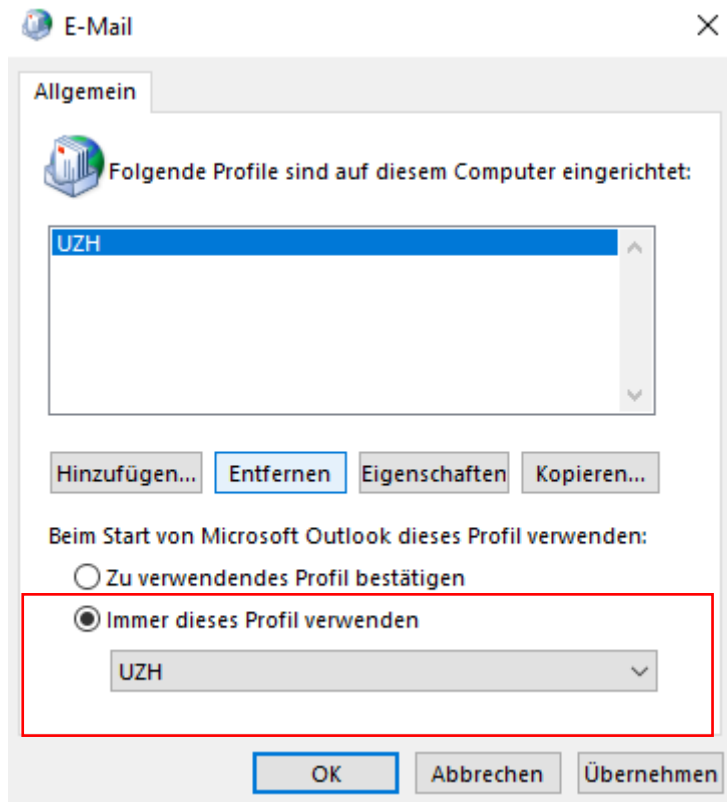 E-Mail
Allgemein
Folgende Profile sind auf diesem Computer eingerichtet:
UZH
Hinzufügen... Entfernen Eigenschaften Kopieren...
Beim Start von Microsoft Outlook dieses Profil verwenden:
Zu verwendendes Profil bestätigen
Immer dieses Profil verwenden
UZH
OK Abbrechen Übernehmen